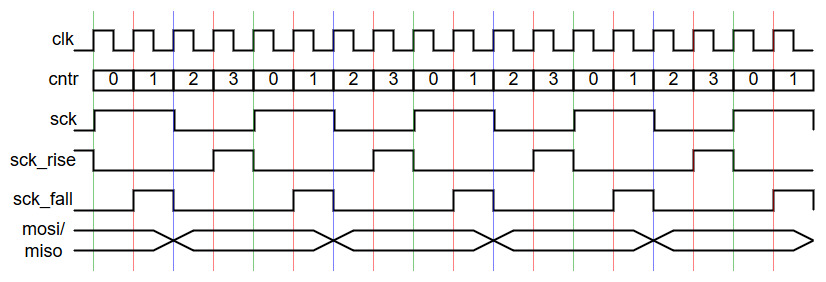 clk
cntr 0 1 2 3 0 1 2 3 0 1 2 3 0 1 2 3 0 1
sck
sck_rise
sck_fall
mosi/
miso